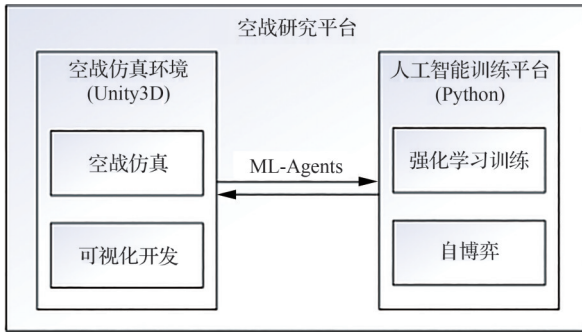 空战研究平台
空战仿真环境
(Unity3D)
空战仿真
可视化开发
ML-Agents
人工智能训练平台
(Python)
强化学习训练
自博弈